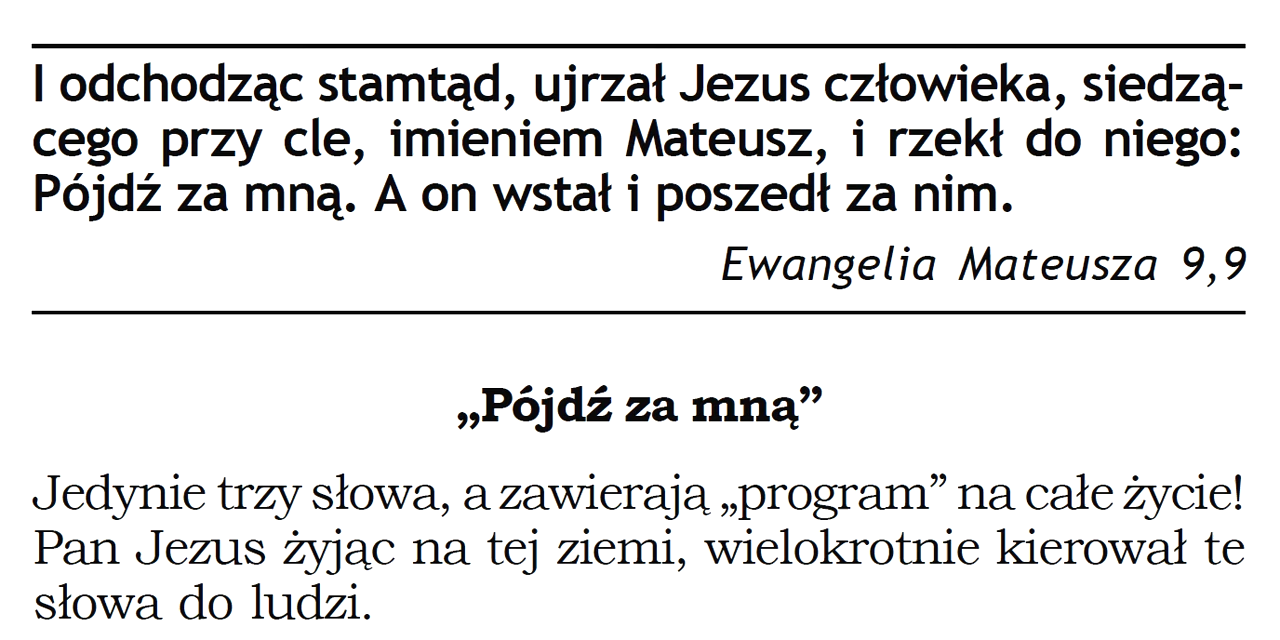 I odchodząc stamtąd, ujrzał Jezus człowieka, siedzą-
cego przy cle, imieniem Mateusz, i rzekł do niego:
Pójdź za mną. A on wstał i poszedł za nim.
Ewangelia Mateusza 9,9
„Pójdź za mną”
Jedynie trzy słowa, a zawierają „program” na całe życie!
Pan Jezus żyjąc na tej ziemi, wielokrotnie kierował te
słowa do ludzi.